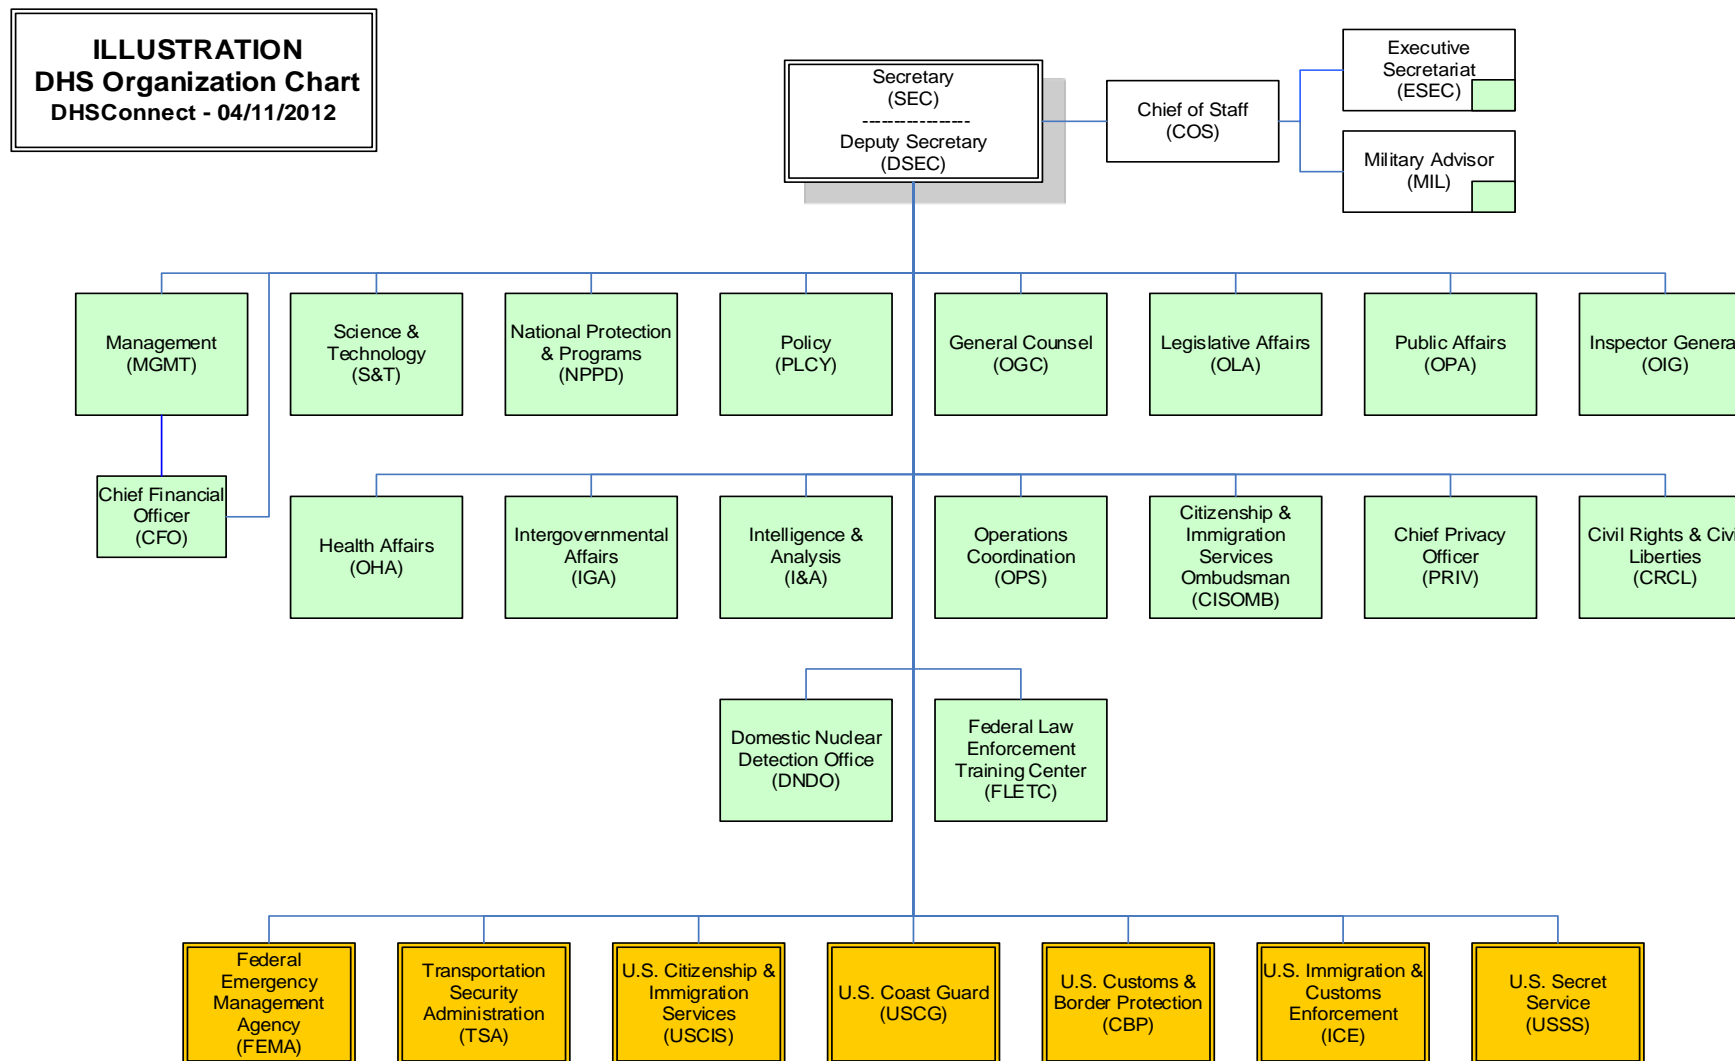 ILLUSTRATION
DHS Organization Chart
DHSConnect - 04/11/2012
Secretary
(SEC)
-----------------
Deputy Secretary
(DSEC)
Chief of Staff
(COS)
Executive
Secretariat
(ESEC)
Military Advisor
(MIL)
Management
(MGMT)
Science &
Technology
(S&T)
National Protection
& Programs
(NPPD)
Policy
(PLCY)
General Counsel
(OGC)
Legislative Affairs
(OLA)
Public Affairs
(OPA)
Inspector Genera
(OIG)
Chief Financial
Officer
(CFO)
Health Affairs
(OHA)
Intergovernmental
Affairs
(IGA)
Intelligence &
Analysis
(I&A)
Operations
Coordination
(OPS)
Citizenship &
Immigration
Services
Ombudsman
(CISOMB)
Chief Privacy
Officer
(PRIV)
Civil Rights & Civi
Liberties
(CRCL)
Domestic Nuclear
Detection Office
(DNDO)
Federal Law
Enforcement
Training Center
(FLETC)
Federal
Emergency
Management
Agency
(FEMA)
Transportation
Security
Administration
(TSA)
U.S. Citizenship &
Immigration
Services
(USCIS)
U.S. Coast Guard
(USCG)
U.S. Customs &
Border Protection
(CBP)
U.S. Immigration &
Customs
Enforcement
(ICE)
U.S. Secret
Service
(USSS)